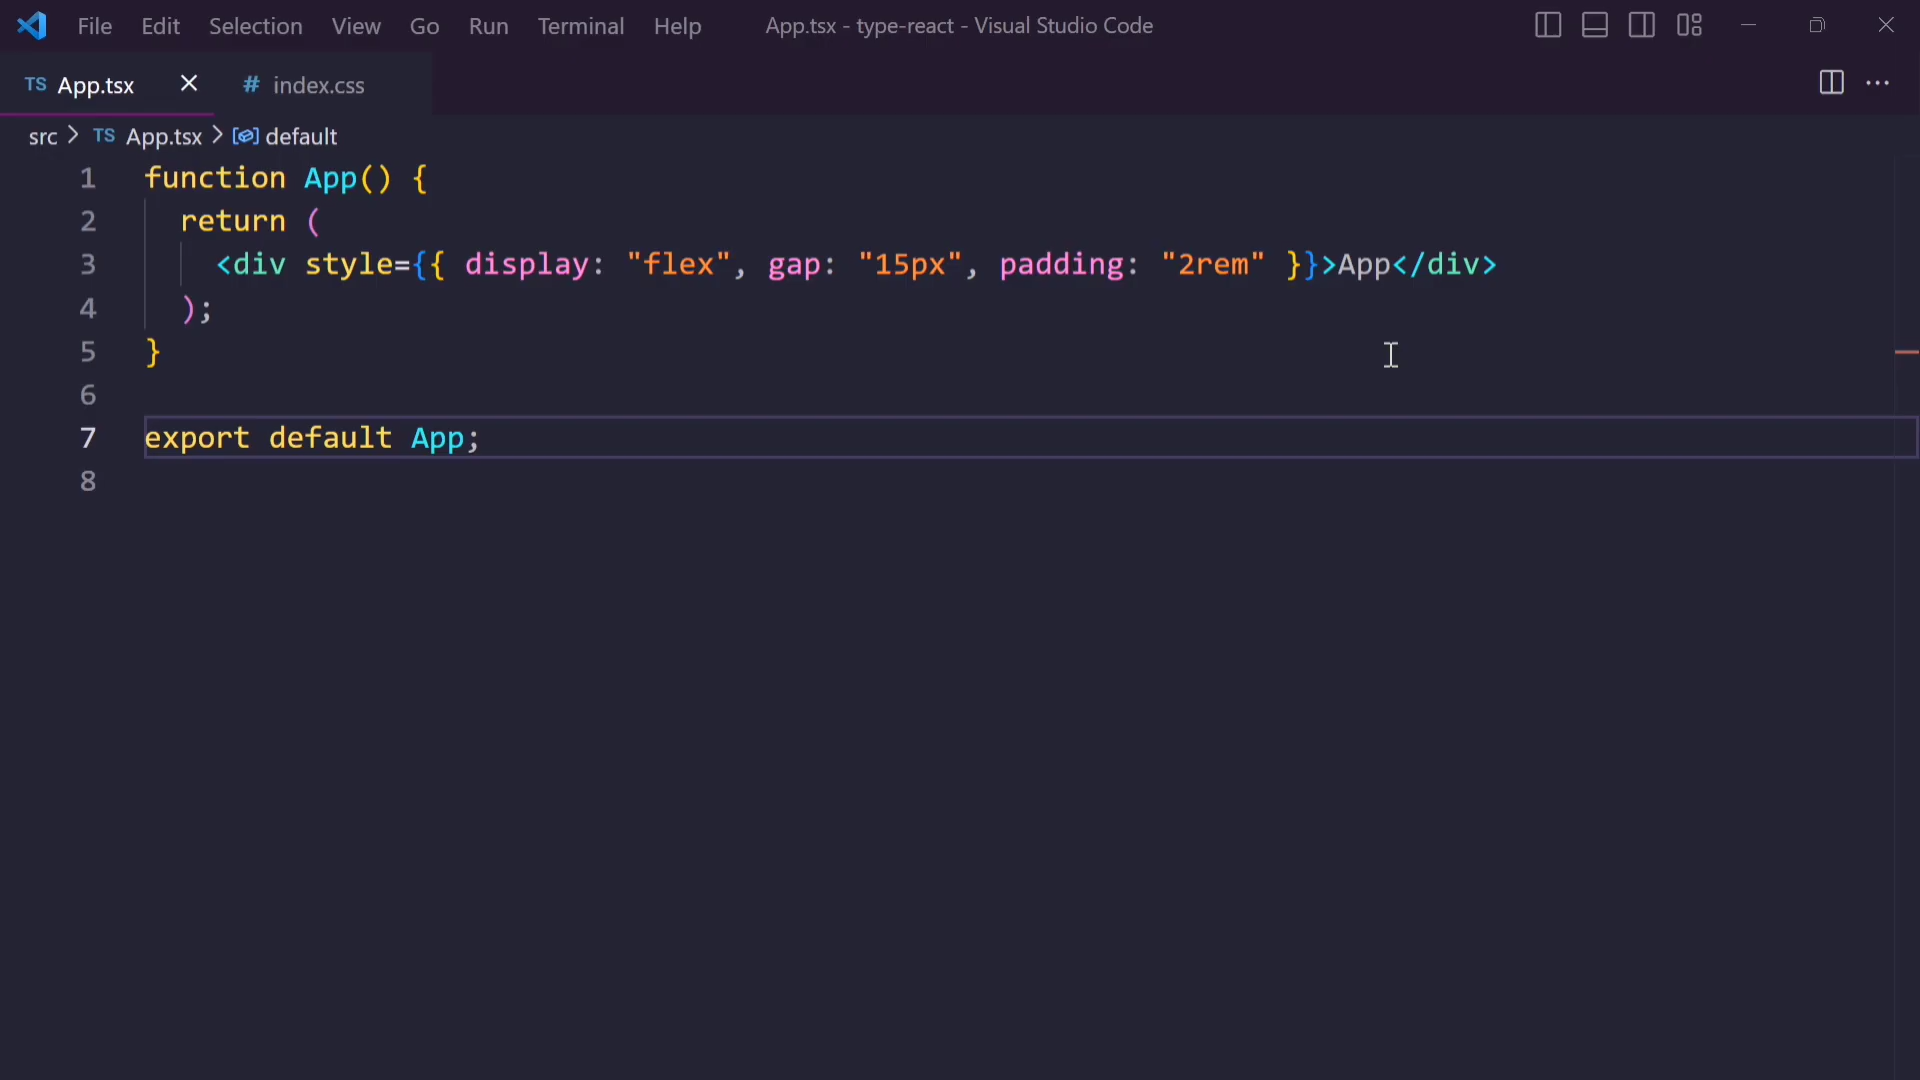 File Edit Selection View Go Run Terminal Help App.tsx - type-react - Visual Studio Code
TS App.tsx # index.css
src > TS App.tsx > default
1 function App() {
2 return (
3 <div style={{ display: "flex", gap: "15px", padding: "2rem" }}>App</div>
4 );
5 }
6
7 export default App;
8